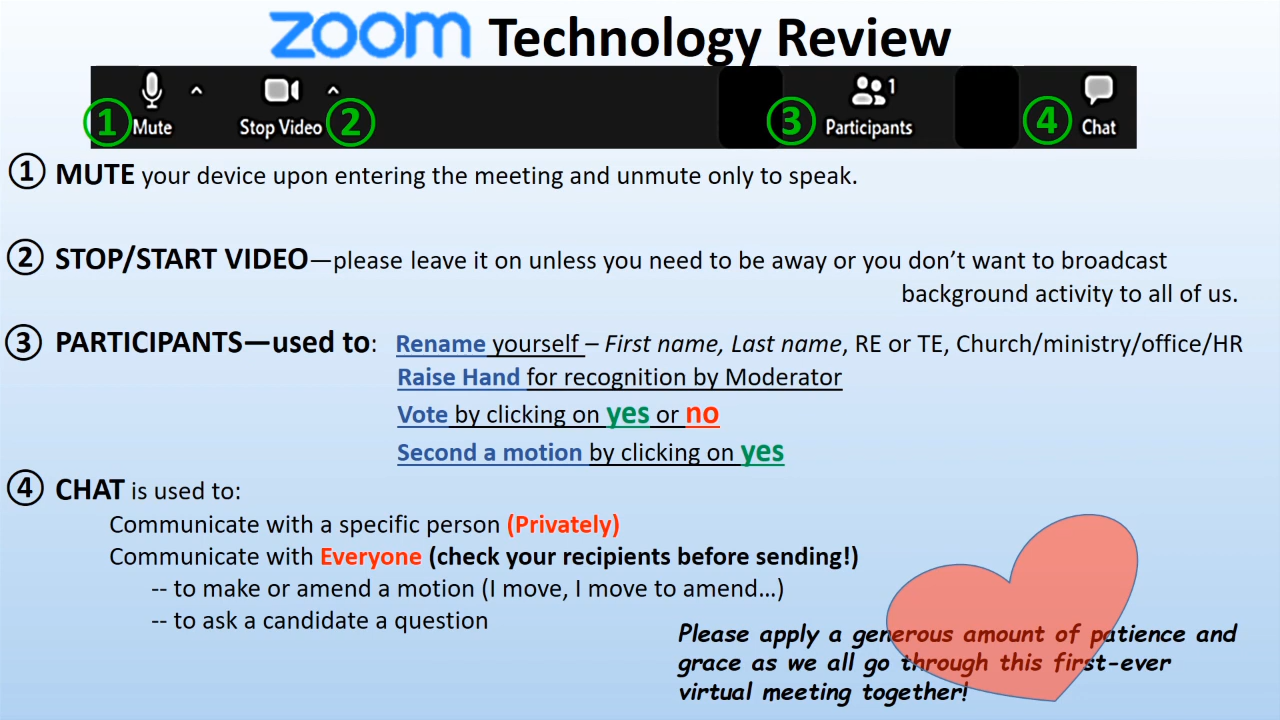 zoom Technology Review
① Mute Stop Video ② ③ Participants 1 ④ Chat
① MUTE your device upon entering the meeting and unmute only to speak.
② STOP/START VIDEO—please leave it on unless you need to be away or you don't want to broadcast
background activity to all of us.
③ PARTICIPANTS—used to: Rename yourself – First name, Last name, RE or TE, Church/ministry/office/HR
Raise Hand for recognition by Moderator
Vote by clicking on yes or no
Second a motion by clicking on yes
④ CHAT is used to:
Communicate with a specific person (Privately)
Communicate with Everyone (check your recipients before sending!)
-- to make or amend a motion (I move, I move to amend…)
-- to ask a candidate a question
Please apply a generous amount of patience and
grace as we all go through this first-ever
virtual meeting together!